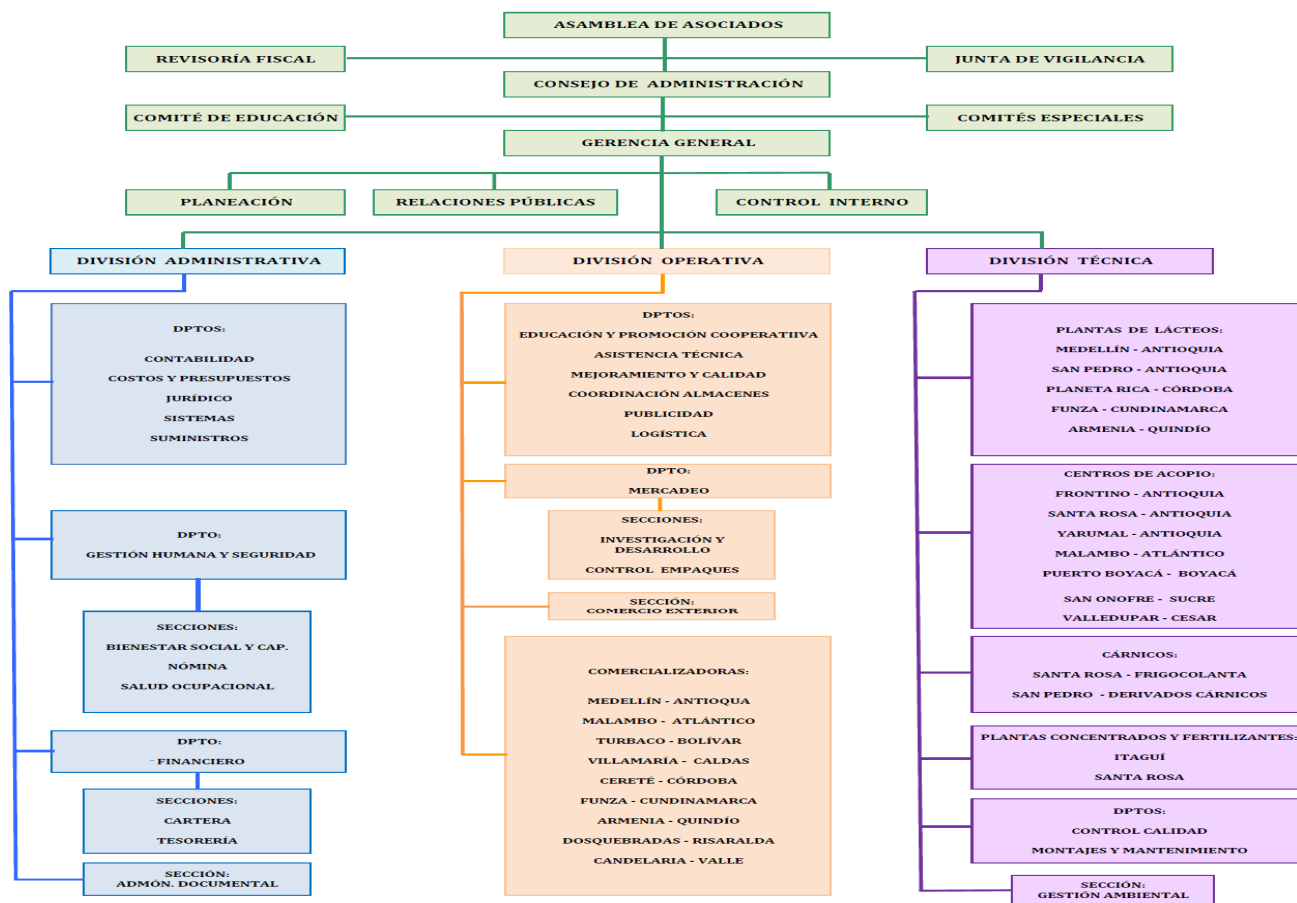 ASAMBLEA DE ASOCIADOS
REVISORÍA FISCAL
JUNTA DE VIGILANCIA
CONSEJO DE ADMINISTRACIÓN
COMITÉ DE EDUCACIÓN
COMITÉS ESPECIALES
GERENCIA GENERAL
PLANEACIÓN
RELACIONES PÚBLICAS
CONTROL INTERNO
DIVISIÓN ADMINISTRATIVA
DPTOS:
CONTABILIDAD
COSTOS Y PRESUPUESTOS
JURÍDICO
SISTEMAS
SUMINISTROS
DPTO:
GESTIÓN HUMANA Y SEGURIDAD
SECCIONES:
BIENESTAR SOCIAL Y CAP.
NÓMINA
SALUD OCUPACIONAL
DPTO:
- FINANCIERO
SECCIONES:
CARTERA
TESORERÍA
SECCIÓN:
ADMÓN. DOCUMENTAL
DIVISIÓN OPERATIVA
DPTOS:
EDUCACIÓN Y PROMOCIÓN COOPERATIIVA
ASISTENCIA TÉCNICA
MEJORAMIENTO Y CALIDAD
COORDINACIÓN ALMACENES
PUBLICIDAD
LOGÍSTICA
DPTO:
MERCADEO
SECCIONES:
INVESTIGACIÓN Y
DESARROLLO
CONTROL EMPAQUES
SECCIÓN:
COMERCIO EXTERIOR
COMERCIALIZADORAS:
MEDELLÍN - ANTIOQUA
MALAMBO - ATLÁNTICO
TURBACO - BOLÍVAR
VILLAMARÍA - CALDAS
CERETÉ - CÓRDOBA
FUNZA - CUNDINAMARCA
ARMENIA - QUINDÍO
DOSQUEBRADAS - RISARALDA
CANDELARIA - VALLE
DIVISIÓN TÉCNICA
PLANTAS DE LÁCTEOS:
MEDELLÍN - ANTIOQUIA
SAN PEDRO - ANTIOQUIA
PLANETA RICA - CÓRDOBA
FUNZA - CUNDINAMARCA
ARMENIA - QUINDÍO
CENTROS DE ACOPIO:
FRONTINO - ANTIOQUIA
SANTA ROSA - ANTIOQUIA
YARUMAL - ANTIOQUIA
MALAMBO - ATLÁNTICO
PUERTO BOYACÁ - BOYACÁ
SAN ONOFRE - SUCRE
VALLEDUPAR - CESAR
CÁRNICOS:
SANTA ROSA - FRIGOCOLANTA
SAN PEDRO - DERIVADOS CÁRNICOS
PLANTAS CONCENTRADOS Y FERTILIZANTES:
ITAGUÍ
SANTA ROSA
DPTOS:
CONTROL CALIDAD
MONTAJES Y MANTENIMIENTO
SECCIÓN:
GESTIÓN AMBIENTAL